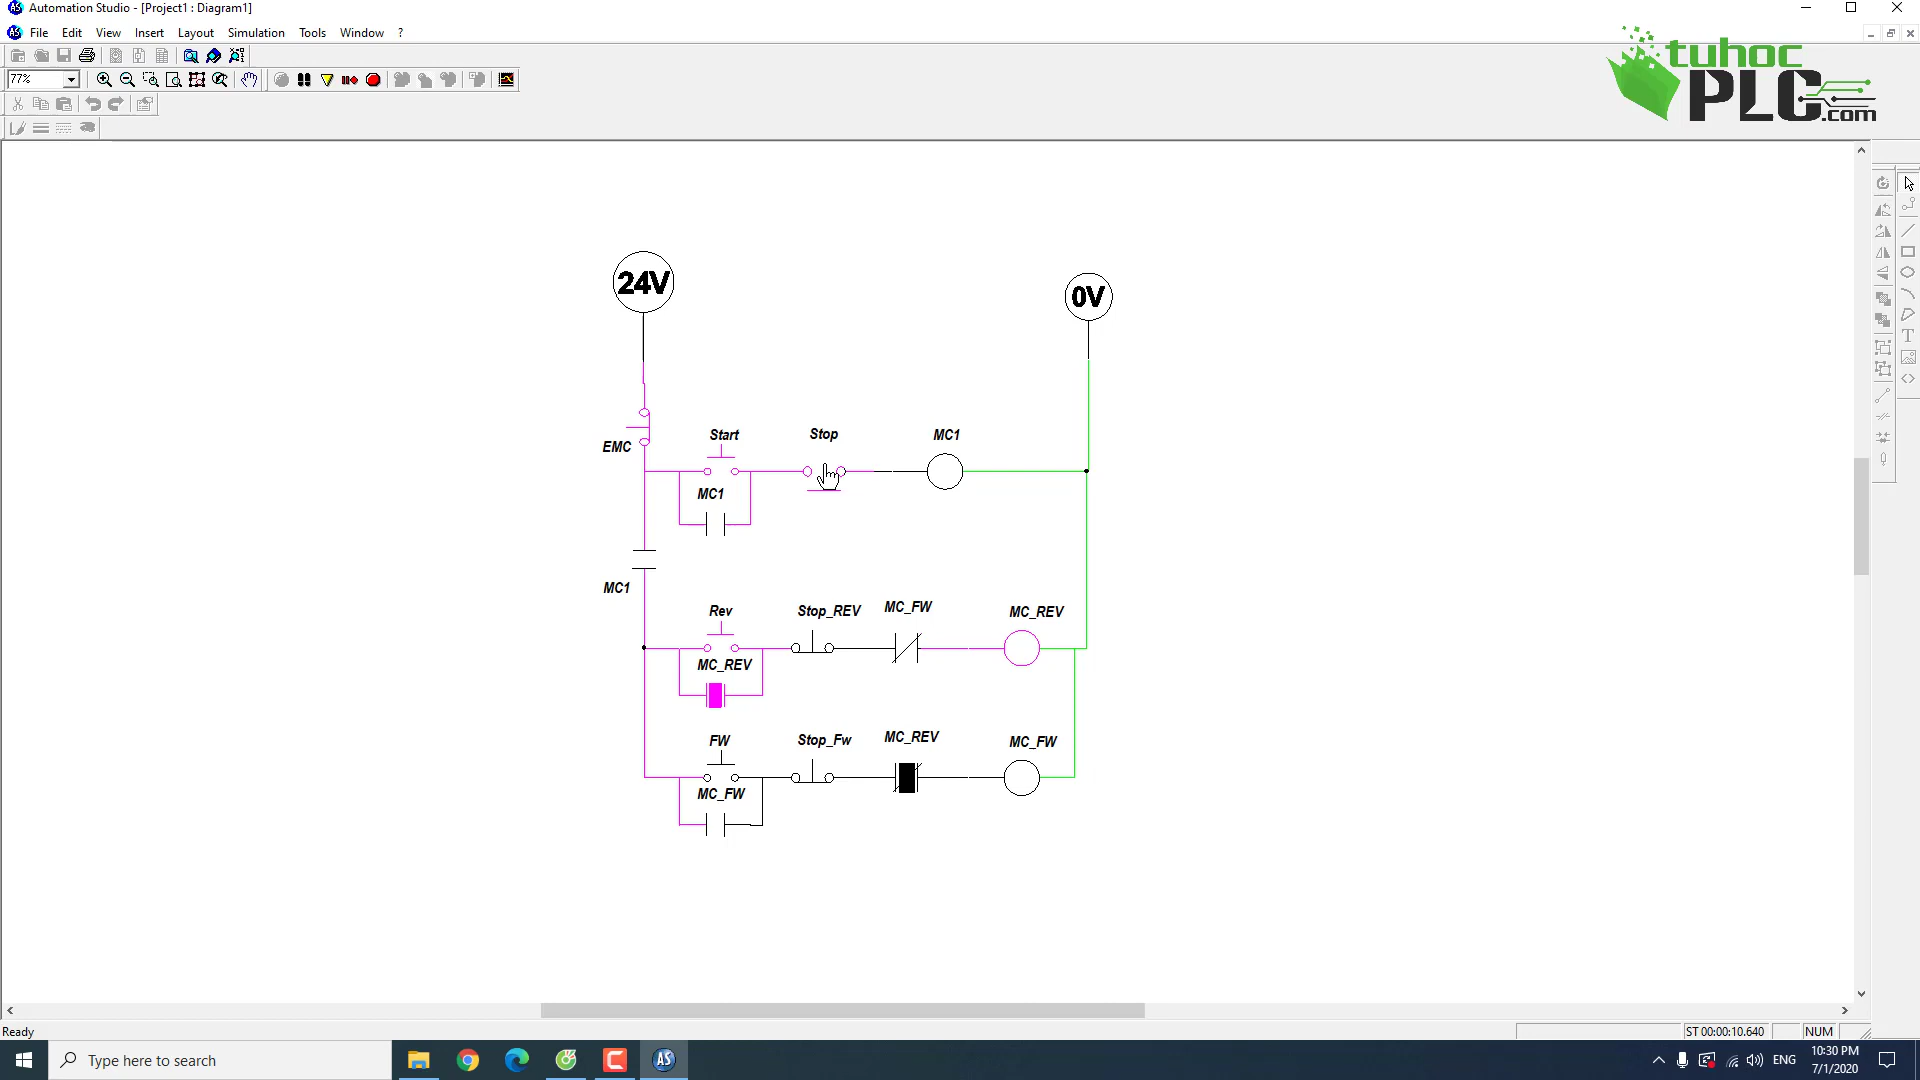 Automation Studio - [Project1 : Diagram1]
File Edit View Insert Layout Simulation Tools Window ?
tuhoc
PLC.com
77%
24V
0V
Start
Stop
MC1
EMC
MC1
MC1
Rev
Stop_REV
MC_FW
MC_REV
MC_REV
FW
Stop_Fw
MC_REV
MC_FW
MC_FW
Ready
ST 00:00:10.640
NUM
Type here to search
AS
ENG
10:30 PM
7/1/2020